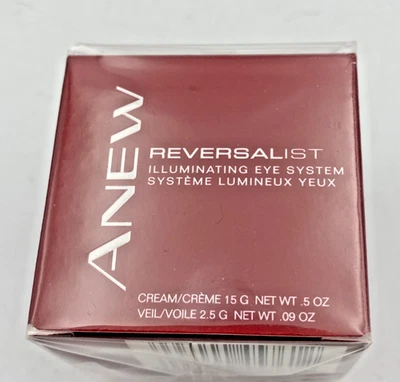 ANEW
REVERSALIST
ILLUMINATING EYE SYSTEM
SYSTÈME LUMINEUX YEUX
CREAM/CRÈME 15 G NET WT .5 OZ
VEIL/VOILE 2.5 G NET WT .09 OZ